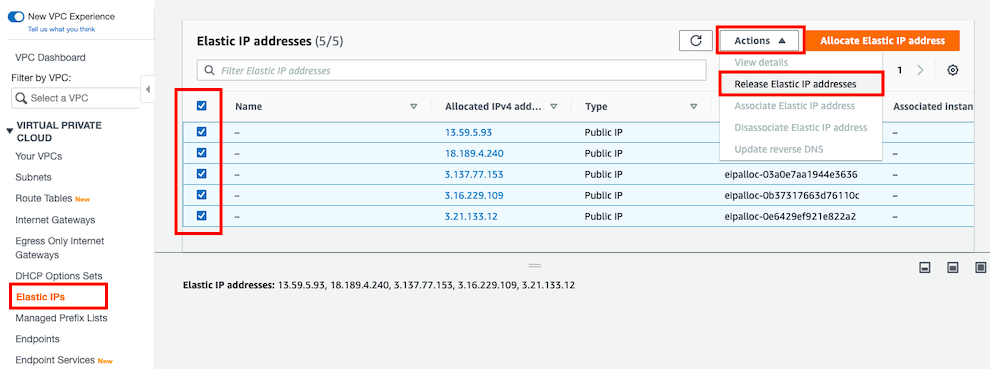 New VPC Experience
Tell us what you think
VPC Dashboard
Filter by VPC:
Select a VPC
VIRTUAL PRIVATE
CLOUD
Your VPCs
Subnets
Route Tables New
Internet Gateways
Egress Only Internet
Gateways
DHCP Options Sets
Elastic IPs
Managed Prefix Lists
Endpoints
Endpoint Services New
Elastic IP addresses (5/5)
Actions
Allocate Elastic IP address
Filter Elastic IP addresses
1
View details
Release Elastic IP addresses
Associate Elastic IP address
Disassociate Elastic IP address
Update reverse DNS
Name Allocated IPv4 add... Type Associated instan
– 13.59.5.93 Public IP –
– 18.189.4.240 Public IP –
– 3.137.77.153 Public IP eipalloc-03a0e7aa1944e3636 –
– 3.16.229.109 Public IP eipalloc-0b37317663d76110c –
– 3.21.133.12 Public IP eipalloc-0e6429ef921e822a2 –
Elastic IP addresses: 13.59.5.93, 18.189.4.240, 3.137.77.153, 3.16.229.109, 3.21.133.12